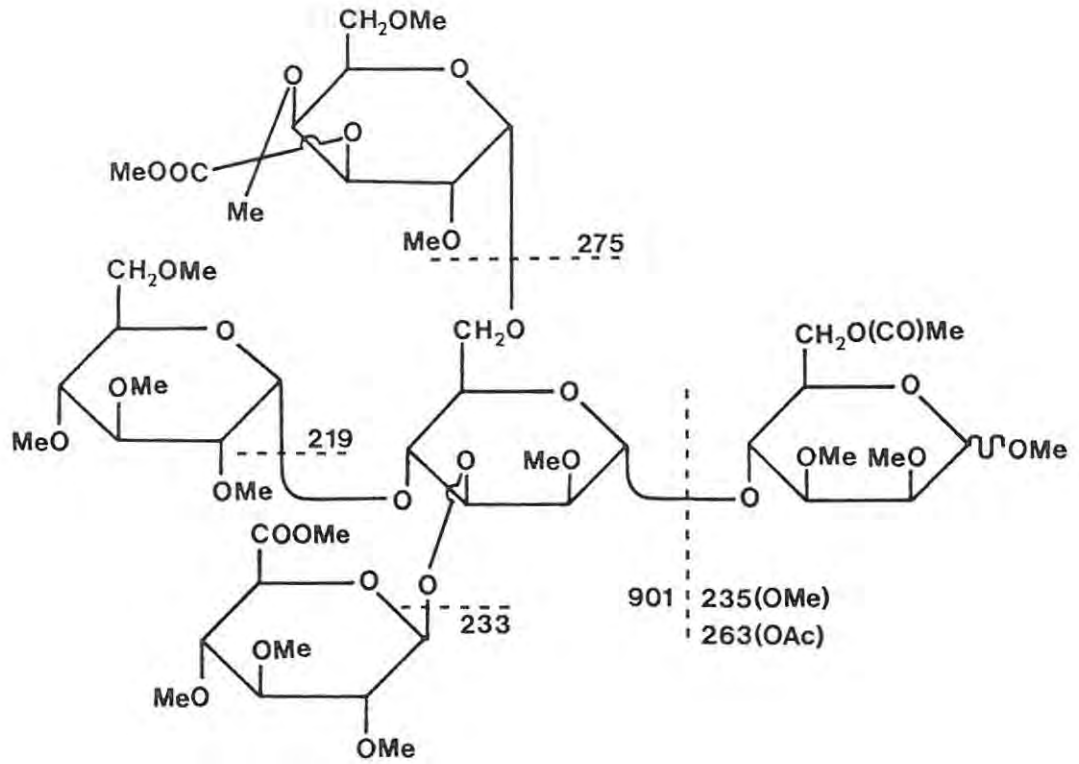 CH₂OMe
O
O
O
MeOOC
Me
MeO
275
CH₂OMe
O
OMe
MeO
219
OMe
O
CH₂O
O
O
O
MeO
CH₂O(CO)Me
O
OMe MeO
OMe
O
COOMe
O
O
233
OMe
MeO
OMe
901 235(OMe)
263(OAc)